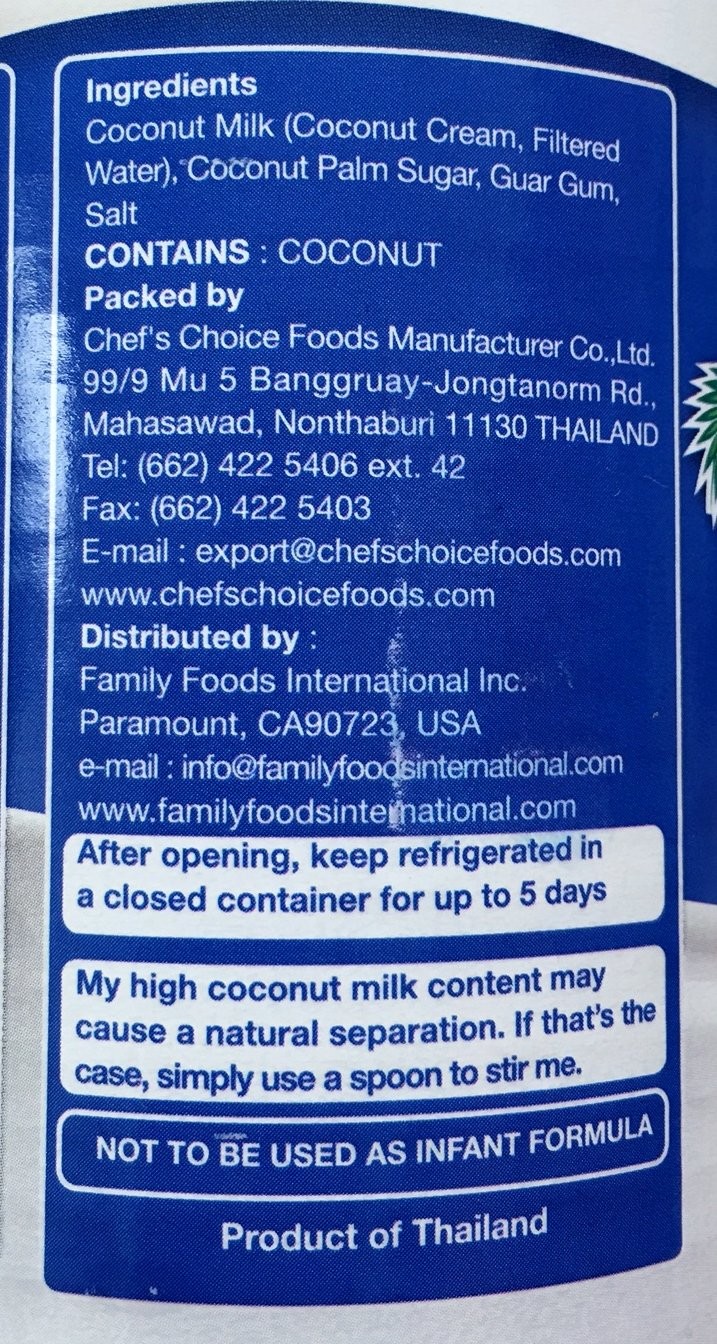 Ingredients
Coconut Milk (Coconut Cream, Filtered
Water), Coconut Palm Sugar, Guar Gum,
Salt
CONTAINS : COCONUT
Packed by
Chef's Choice Foods Manufacturer Co.,Ltd.
99/9 Mu 5 Banggruay-Jongtanorm Rd.,
Mahasawad, Nonthaburi 11130 THAILAND
Tel: (662) 422 5406 ext. 42
Fax: (662) 422 5403
E-mail : export@chefschoicefoods.com
www.chefschoicefoods.com
Distributed by :
Family Foods International Inc.
Paramount, CA90723, USA
e-mail : info@familyfoodsinternational.com
www.familyfoodsinternational.com
After opening, keep refrigerated in
a closed container for up to 5 days
My high coconut milk content may
cause a natural separation. If that's the
case, simply use a spoon to stir me.
NOT TO BE USED AS INFANT FORMULA
Product of Thailand